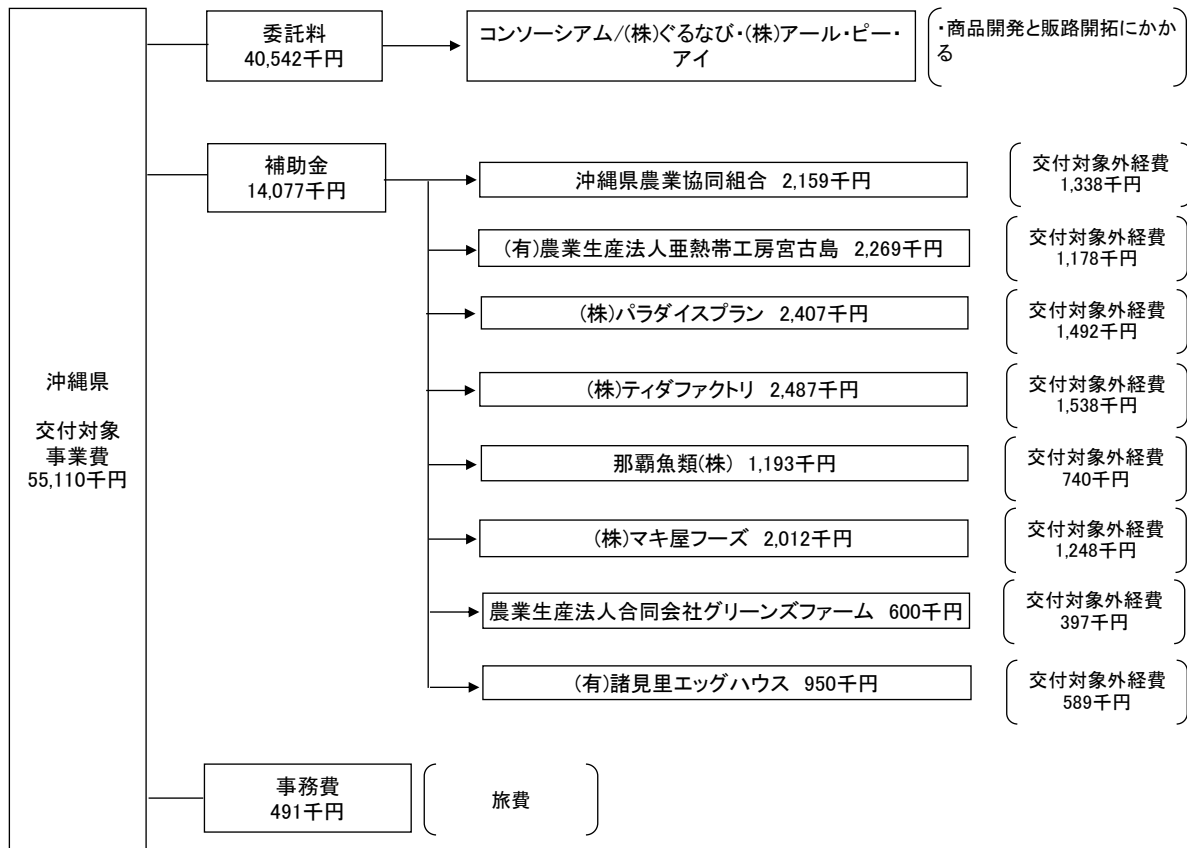 委託料
40,542千円
コンソーシアム/(株)ぐるなび・(株)アール・ピー・
アイ
・商品開発と販路開拓にかか
る
補助金
14,077千円
沖縄県農業協同組合 2,159千円
交付対象外経費
1,338千円
(有)農業生産法人亜熱帯工房宮古島 2,269千円
交付対象外経費
1,178千円
(株)パラダイスプラン 2,407千円
交付対象外経費
1,492千円
沖縄県
交付対象
事業費
55,110千円
(株)ティダファクトリ 2,487千円
交付対象外経費
1,538千円
那覇魚類(株) 1,193千円
交付対象外経費
740千円
(株)マキ屋フーズ 2,012千円
交付対象外経費
1,248千円
農業生産法人合同会社グリーンズファーム 600千円
交付対象外経費
397千円
(有)諸見里エッグハウス 950千円
交付対象外経費
589千円
事務費
491千円
旅費